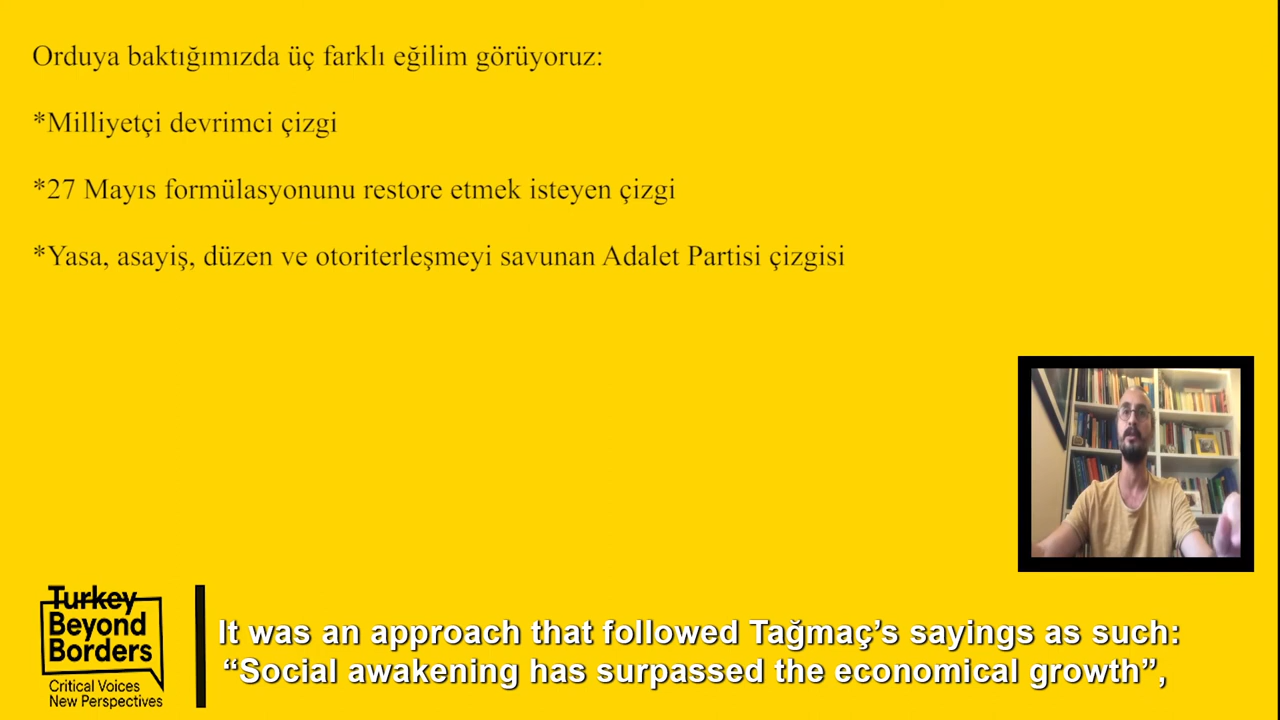 Orduya baktığımızda üç farklı eğilim görüyoruz:
*Milliyetçi devrimci çizgi
*27 Mayıs formülasyonunu restore etmek isteyen çizgi
*Yasa, asayiş, düzen ve otoriterleşmeyi savunan Adalet Partisi çizgisi
Turkey
Beyond
Borders
Critical Voices
New Perspectives
It was an approach that followed Tağmaç’s sayings as such:
“Social awakening has surpassed the economical growth”,